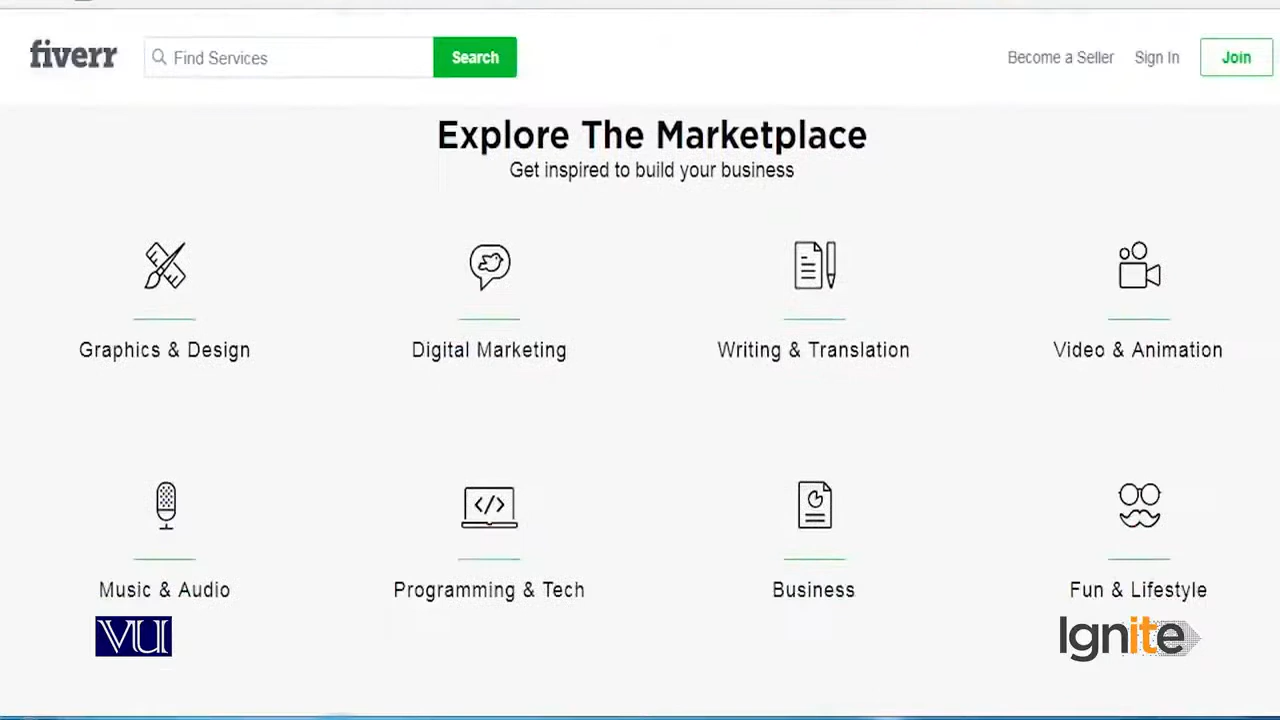 fiverr
Find Services
Search
Become a Seller
Sign In
Join
Explore The Marketplace
Get inspired to build your business
Graphics & Design
Digital Marketing
Writing & Translation
Video & Animation
</>
Music & Audio
Programming & Tech
Business
Fun & Lifestyle
VU
Ignite